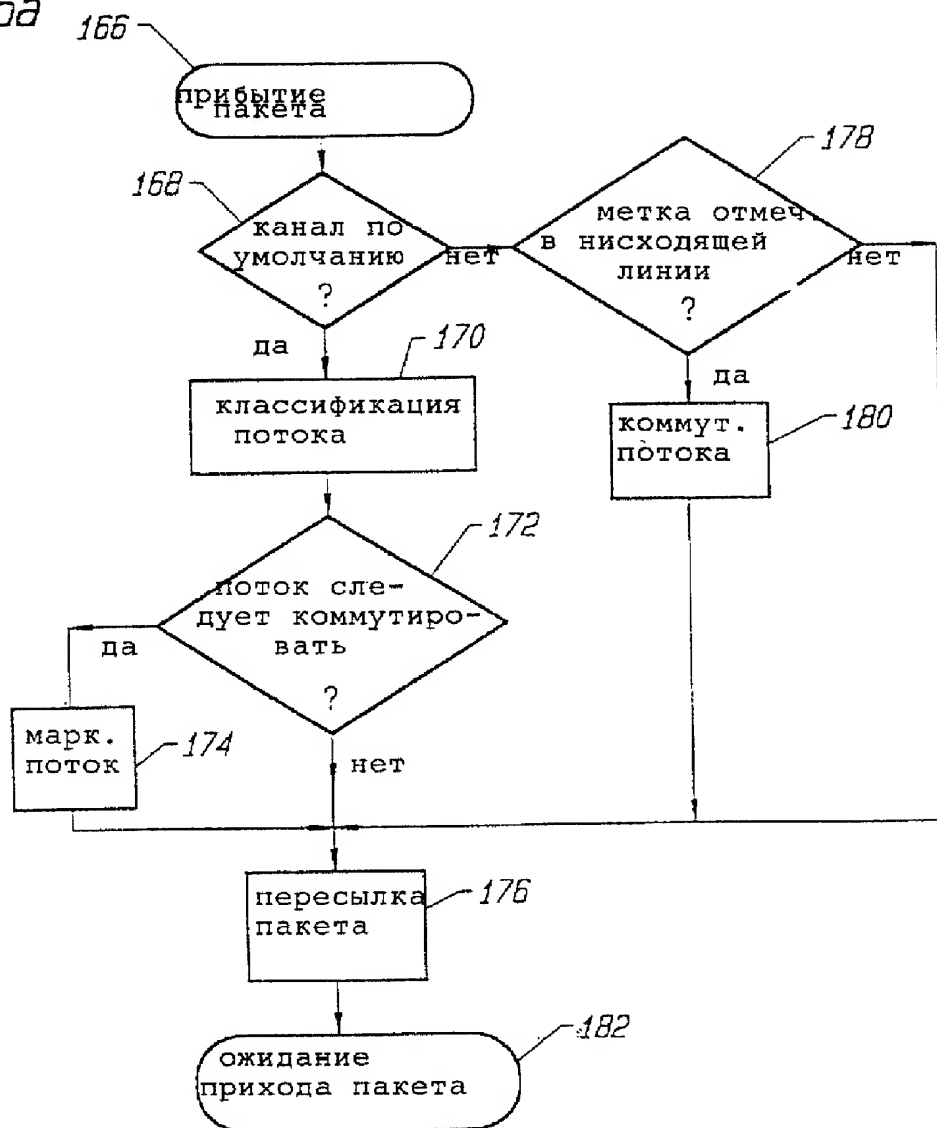 166
прибытие
пакета
168
канал по
умолчанию
?
нет
178
метка отмеч.
в нисходящей
линии
?
нет
да
170
классификация
потока
да
коммут.
потока
180
172
поток сле-
дует коммутиро-
вать
?
да
марк.
поток
174
нет
пересылка
пакета
176
182
ожидание
прихода пакета